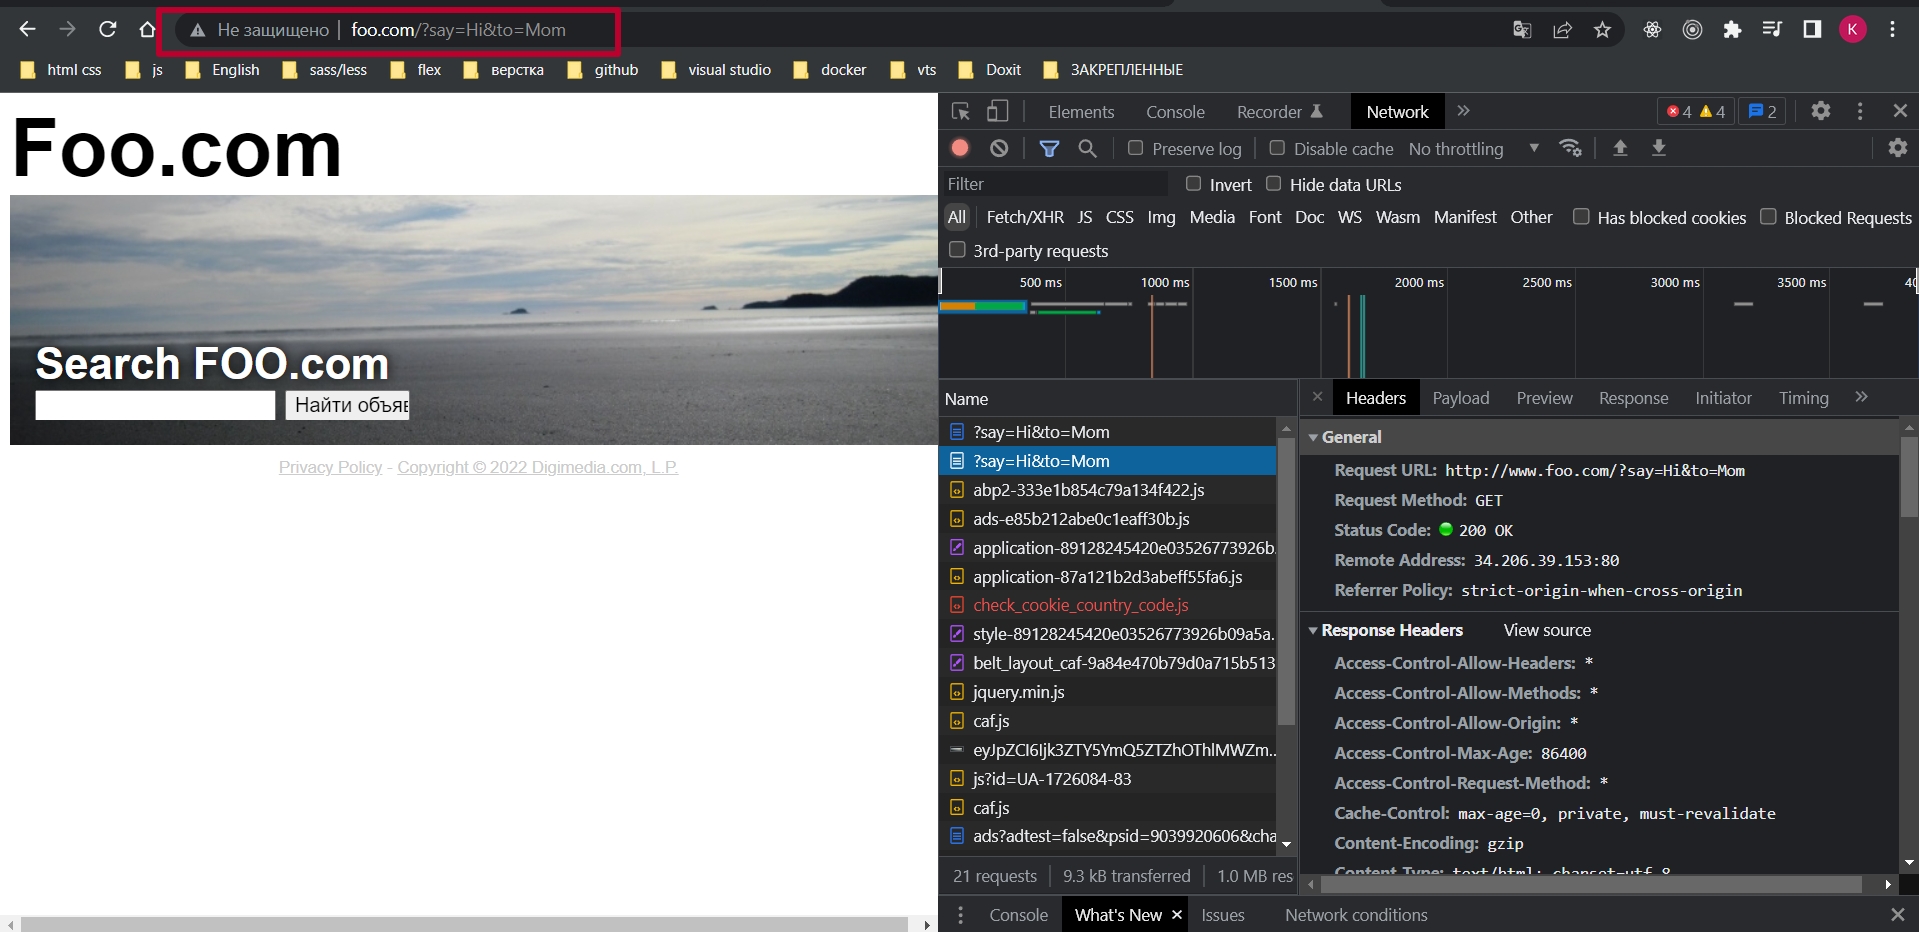 Не защищено | foo.com/?say=Hi&to=Mom
K
html css js English sass/less flex верстка github visual studio docker vts Doxit ЗАКРЕПЛЕННЫЕ
Foo.com
Search FOO.com
Найти объяв
Privacy Policy - Copyright © 2022 Digimedia.com, L.P.
Elements Console Recorder Network 4 4 2
Preserve log Disable cache No throttling
Filter Invert Hide data URLs
All Fetch/XHR JS CSS Img Media Font Doc WS Wasm Manifest Other Has blocked cookies Blocked Requests
3rd-party requests
500 ms 1000 ms 1500 ms 2000 ms 2500 ms 3000 ms 3500 ms 40
Name
?say=Hi&to=Mom
?say=Hi&to=Mom
abp2-333e1b854c79a134f422.js
ads-e85b212abe0c1eaff30b.js
application-89128245420e03526773926b.
application-87a121b2d3abeff55fa6.js
check_cookie_country_code.js
style-89128245420e03526773926b09a5a.
belt_layout_caf-9a84e470b79d0a715b513
jquery.min.js
caf.js
eyJpZCI6Ijk3ZTY5YmQ5ZTZhOThlMWZm...
js?id=UA-1726084-83
caf.js
ads?adtest=false&psid=9039920606&cha
21 requests 9.3 kB transferred 1.0 MB res
Headers Payload Preview Response Initiator Timing
General
Request URL: http://www.foo.com/?say=Hi&to=Mom
Request Method: GET
Status Code: 200 OK
Remote Address: 34.206.39.153:80
Referrer Policy: strict-origin-when-cross-origin
Response Headers View source
Access-Control-Allow-Headers: *
Access-Control-Allow-Methods: *
Access-Control-Allow-Origin: *
Access-Control-Max-Age: 86400
Access-Control-Request-Method: *
Cache-Control: max-age=0, private, must-revalidate
Content-Encoding: gzip
Content-Type: text/html; charset=utf-8
Console What's New Issues Network conditions